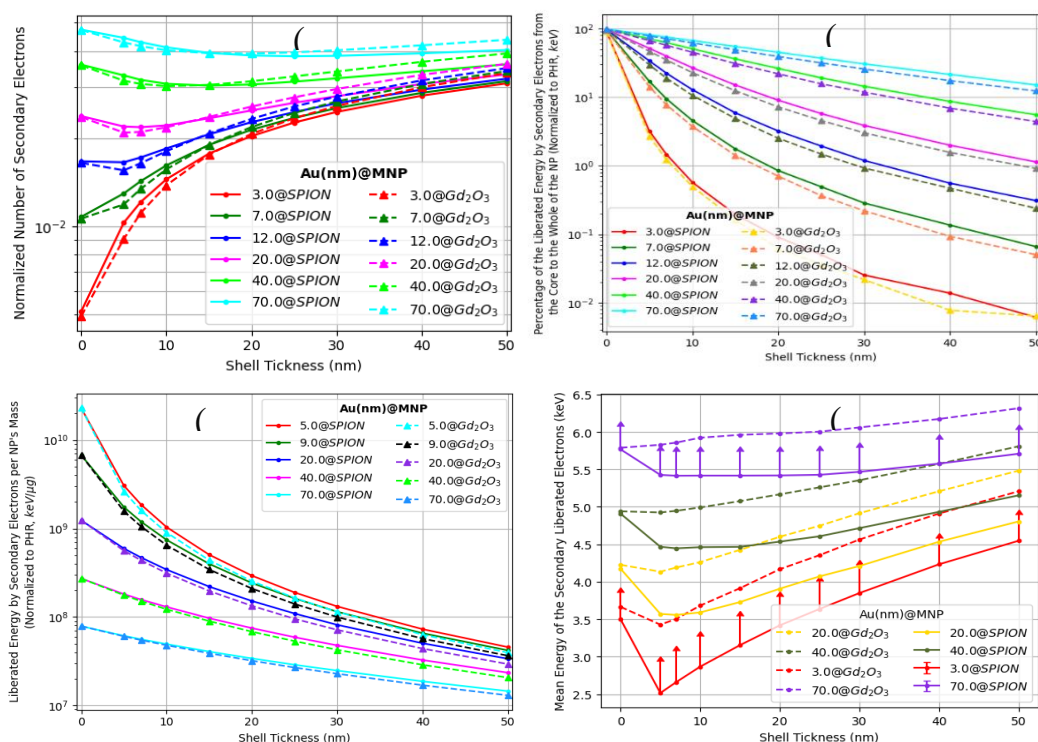 (
Normalized Number of Secondary Electrons
10⁻²
Au(nm)@MNP
3.0@SPION 3.0@Gd₂O₃
7.0@SPION 7.0@Gd₂O₃
12.0@SPION 12.0@Gd₂O₃
20.0@SPION 20.0@Gd₂O₃
40.0@SPION 40.0@Gd₂O₃
70.0@SPION 70.0@Gd₂O₃
0 10 20 30 40 50
Shell Tickness (nm)
(
Percentage of the Liberated Energy by Secondary Electrons from
the Core to the Whole of the NP (Normalized to PHR, keV)
10²
10¹
10⁰
10⁻¹
10⁻²
Au(nm)@MNP
3.0@SPION 3.0@Gd₂O₃
7.0@SPION 7.0@Gd₂O₃
12.0@SPION 12.0@Gd₂O₃
20.0@SPION 20.0@Gd₂O₃
40.0@SPION 40.0@Gd₂O₃
70.0@SPION 70.0@Gd₂O₃
0 10 20 30 40 50
Shell Tickness (nm)
(
Liberated Energy by Secondary Electrons per NP's Mass
(Normalized to PHR, keV/μg)
10¹⁰
10⁹
10⁸
10⁷
Au(nm)@MNP
5.0@SPION 5.0@Gd₂O₃
9.0@SPION 9.0@Gd₂O₃
20.0@SPION 20.0@Gd₂O₃
40.0@SPION 40.0@Gd₂O₃
70.0@SPION 70.0@Gd₂O₃
0 10 20 30 40 50
Shell Tickness (nm)
(
Mean Energy of the Secondary Liberated Electrons (keV)
6.5
6.0
5.5
5.0
4.5
4.0
3.5
3.0
2.5
Au(nm)@MNP
20.0@Gd₂O₃ 20.0@SPION
40.0@Gd₂O₃ 40.0@SPION
3.0@Gd₂O₃ 3.0@SPION
70.0@Gd₂O₃ 70.0@SPION
0 10 20 30 40 50
Shell Tickness (nm)